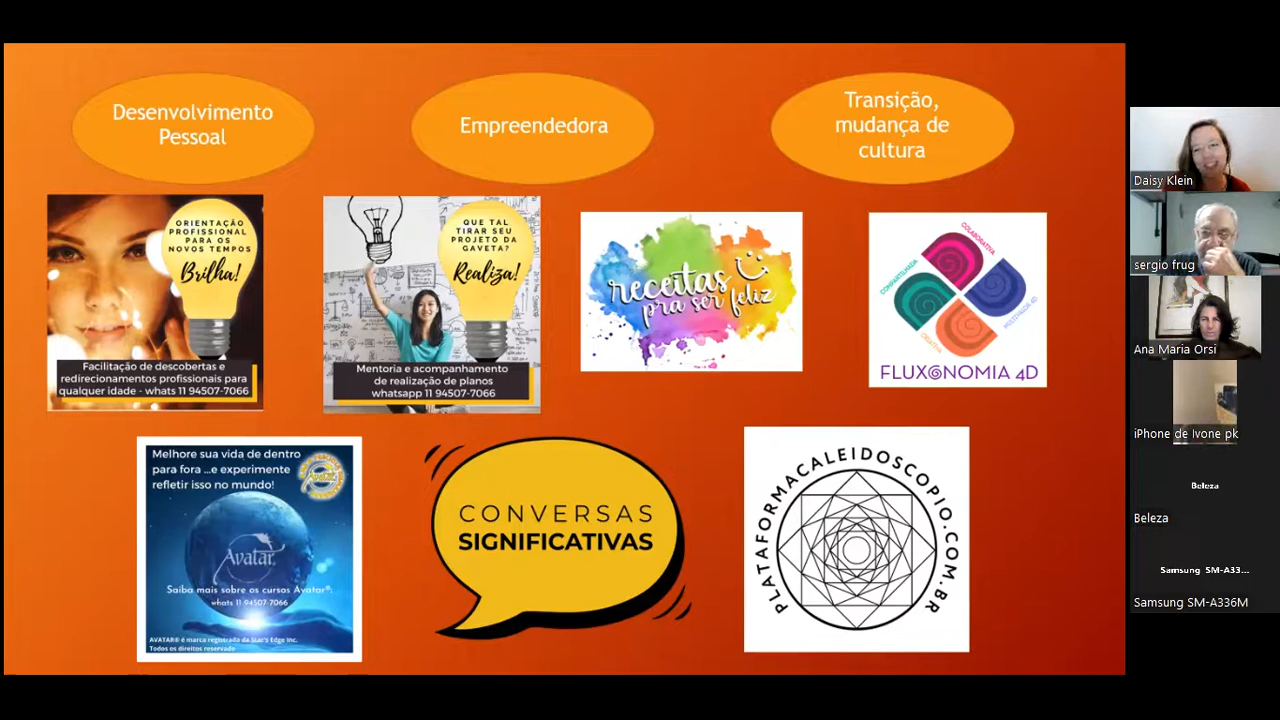 Desenvolvimento
Pessoal
Empreendedora
Transição,
mudança de
cultura
ORIENTAÇÃO
PROFISSIONAL
PARA OS
NOVOS TEMPOS
Brilha!
Facilitação de descobertas e
redirecionamentos profissionais para
qualquer idade - whats 11 94507-7066
QUE TAL
TIRAR SEU
PROJETO DA
GAVETA?
Realiza!
Mentoria e acompanhamento
de realização de planos
whatsapp 11 94507-7066
receitas
pra ser feliz
COLABORATIVA
COMPARTILHADA
MULTIVALOR 4D
CRIATIVA
FLUXONOMIA 4D
Melhore sua vida de dentro
para fora ...e experimente
refletir isso no mundo!
Avatar
Avatar
Saiba mais sobre os cursos Avatar®:
whats 11 94507-7066
AVATAR® é marca registrada da Star's Edge Inc.
Todos os direitos reservado
CONVERSAS
SIGNIFICATIVAS
PLATAFORMACALEIDOSCOPIO.COM.BR
Daisy Klein
sergio frug
Ana Maria Orsi
iPhone de Ivone pk
Beleza
Beleza
Samsung SM-A33...
Samsung SM-A336M